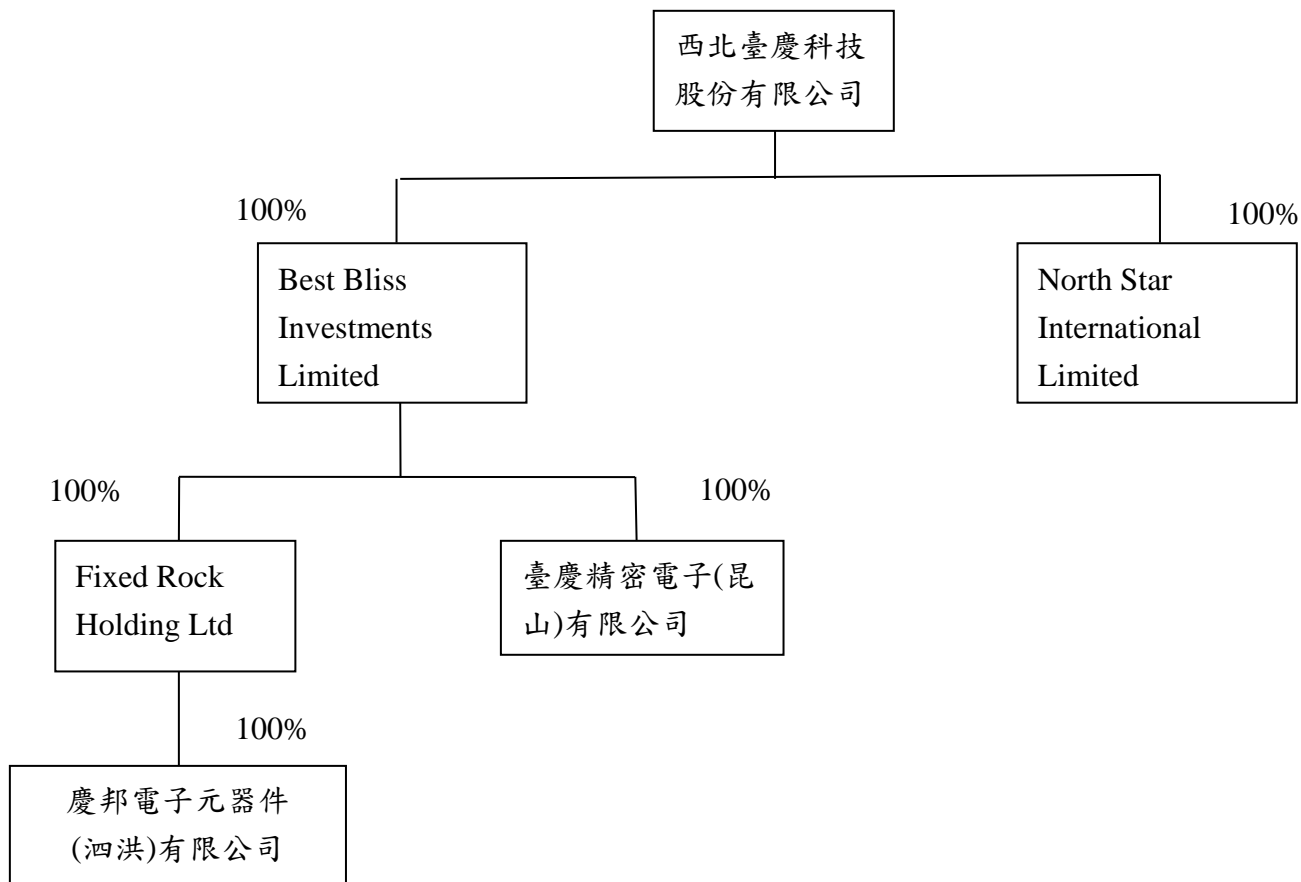 西北臺慶科技
股份有限公司
100%
100%
Best Bliss
Investments
Limited
North Star
International
Limited
100%
100%
Fixed Rock
Holding Ltd
臺慶精密電子(昆
山)有限公司
100%
慶邦電子元器件
(泗洪)有限公司